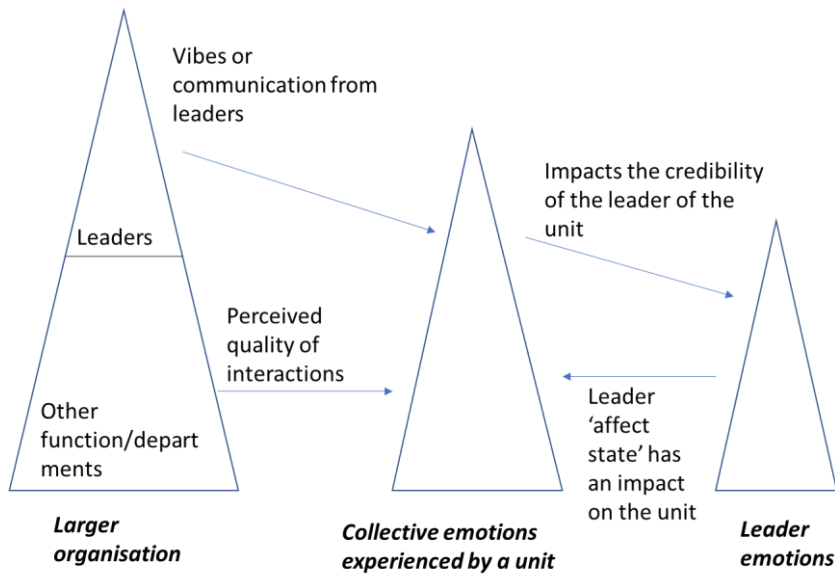 Vibes or
communication from
leaders
Impacts the credibility
of the leader of the
unit
Leaders
Perceived
quality of
interactions
Other
function/depart
ments
Leader
‘affect
state’ has
an impact
on the unit
Larger
organisation
Collective emotions
experienced by a unit
Leader
emotions